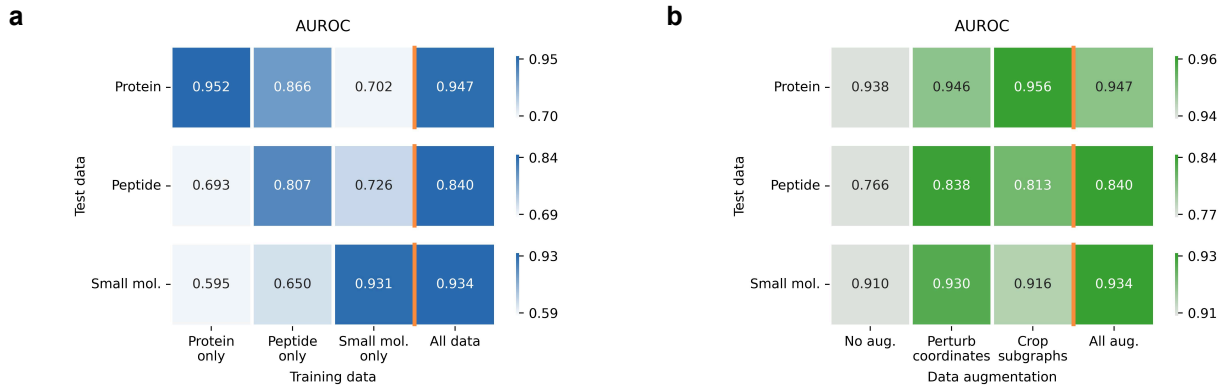 a
AUROC
Test data
Protein
0.952 0.866 0.702 0.947
0.95
0.70
Peptide
0.693 0.807 0.726 0.840
0.84
0.69
Small mol.
0.595 0.650 0.931 0.934
0.93
0.59
Protein only
Peptide only
Small mol. only
All data
Training data
b
AUROC
Test data
Protein
0.938 0.946 0.956 0.947
0.96
0.94
Peptide
0.766 0.838 0.813 0.840
0.84
0.77
Small mol.
0.910 0.930 0.916 0.934
0.93
0.91
No aug.
Perturb coordinates
Crop subgraphs
All aug.
Data augmentation